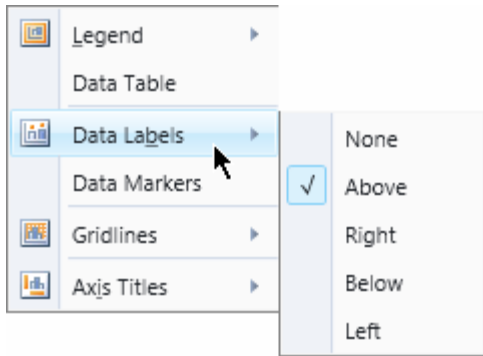 Legend
Data Table
Data Labels
Data Markers
Gridlines
Axis Titles
None
Above
Right
Below
Left